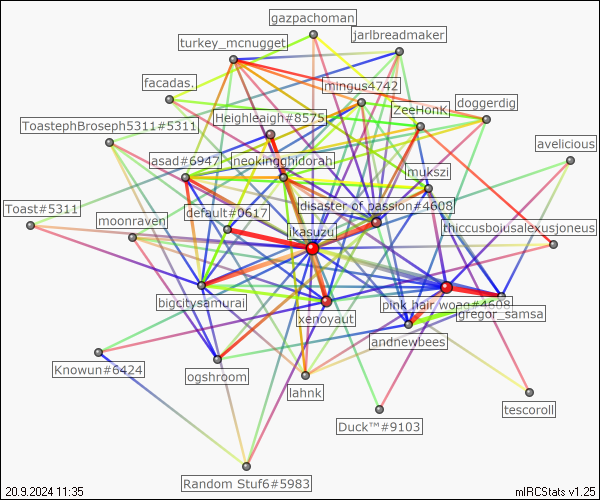 gazpachoman
jarlbreadmaker
turkey_mcnugget
mingus4742
facadas.
ZeeHonK
doggerdig
Heighleigh#8575
ToastephBroseph5311#5311
avelicious
asad#6947
neokingghidorah
mukszi
disaster of passion#4608
Toast#5311
moonraven
default#0617
ikasuzu
thiccusboiusalexusjoneus
bigcitysamurai
xenovaut
pink hair woag#4608
gregor_samsa
andnewbees
Knowun#6424
ogshroom
lahnk
tescoroll
Duck™#9103
Random Stuf6#5983
20.9.2024 11:35
mIRCStats v1.25